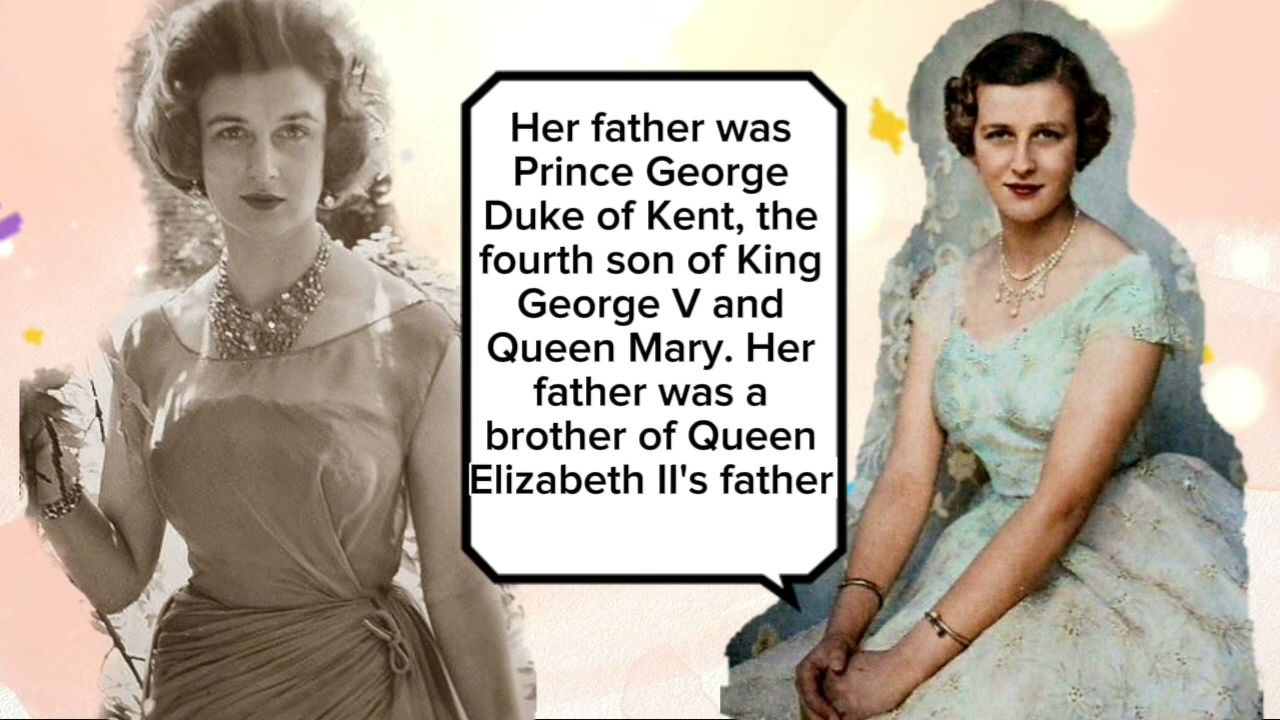 Her father was
Prince George
Duke of Kent, the
fourth son of King
George V and
Queen Mary. Her
father was a
brother of Queen
Elizabeth II's father